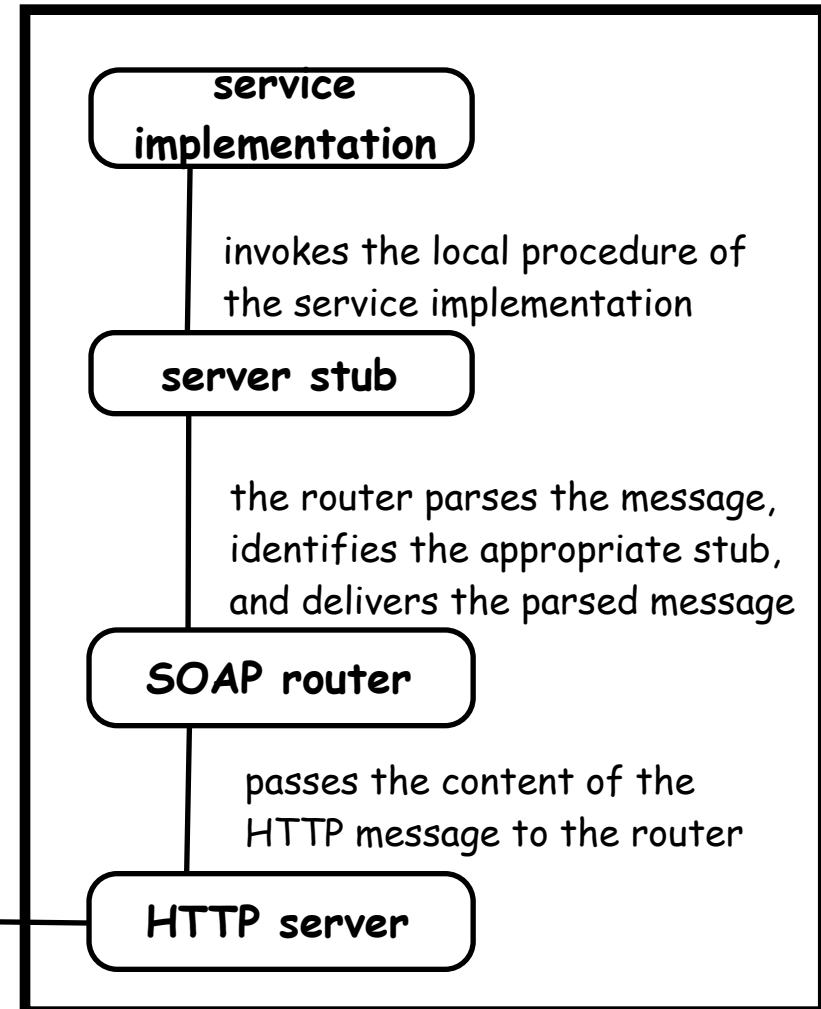 service
implementation
invokes the local procedure of
the service implementation
server stub
the router parses the message,
identifies the appropriate stub,
and delivers the parsed message
SOAP router
passes the content of the
HTTP message to the router
HTTP server